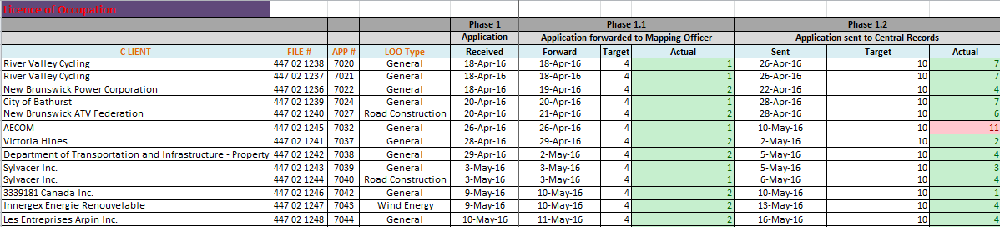 Licence of Occupation
Phase 1 Phase 1.1 Phase 1.2
Application Application forwarded to Mapping Officer Application sent to Central Records
C LIENT FILE # APP # LOO Type Received Forward Target Actual Sent Target Actual
River Valley Cycling 447 02 1238 7020 General 18-Apr-16 18-Apr-16 4 1 26-Apr-16 10 7
River Valley Cycling 447 02 1237 7021 General 18-Apr-16 18-Apr-16 4 1 26-Apr-16 10 7
New Brunswick Power Corporation 447 02 1236 7022 General 18-Apr-16 19-Apr-16 4 2 22-Apr-16 10 4
City of Bathurst 447 02 1239 7024 General 20-Apr-16 20-Apr-16 4 1 28-Apr-16 10 7
New Brunswick ATV Federation 447 02 1240 7027 Road Construction 20-Apr-16 21-Apr-16 4 2 28-Apr-16 10 6
AECOM 447 02 1245 7032 General 26-Apr-16 26-Apr-16 4 1 10-May-16 10 11
Victoria Hines 447 02 1241 7037 General 28-Apr-16 29-Apr-16 4 2 2-May-16 10 2
Department of Transportation and Infrastructure - Property 447 02 1242 7038 General 29-Apr-16 2-May-16 4 2 5-May-16 10 4
Sylvacer Inc. 447 02 1243 7039 General 3-May-16 3-May-16 4 1 5-May-16 10 3
Sylvacer Inc. 447 02 1244 7040 Road Construction 3-May-16 3-May-16 4 1 6-May-16 10 4
3339181 Canada Inc. 447 02 1246 7042 General 9-May-16 10-May-16 4 2 10-May-16 10 1
Innergex Energie Renouvelable 447 02 1247 7043 Wind Energy 9-May-16 10-May-16 4 2 13-May-16 10 4
Les Entreprises Arpin Inc. 447 02 1248 7044 General 10-May-16 11-May-16 4 2 16-May-16 10 4